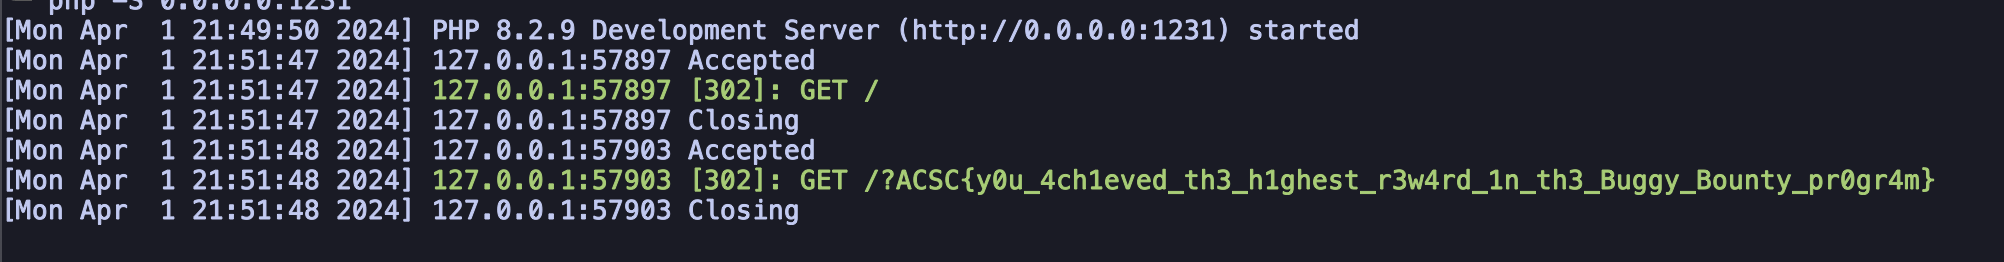 php -S 0.0.0.0:1231
[Mon Apr  1 21:49:50 2024] PHP 8.2.9 Development Server (http://0.0.0.0:1231) started
[Mon Apr  1 21:51:47 2024] 127.0.0.1:57897 Accepted
[Mon Apr  1 21:51:47 2024] 127.0.0.1:57897 [302]: GET /
[Mon Apr  1 21:51:47 2024] 127.0.0.1:57897 Closing
[Mon Apr  1 21:51:48 2024] 127.0.0.1:57903 Accepted
[Mon Apr  1 21:51:48 2024] 127.0.0.1:57903 [302]: GET /?ACSC{y0u_4ch1eved_th3_h1ghest_r3w4rd_1n_th3_Buggy_Bounty_pr0gr4m}
[Mon Apr  1 21:51:48 2024] 127.0.0.1:57903 Closing